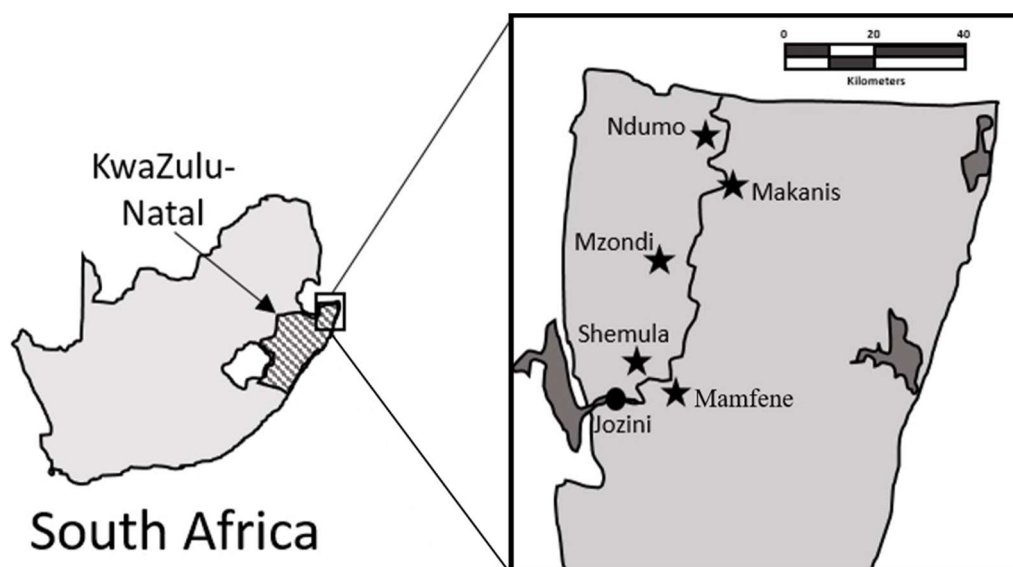 KwaZulu-
Natal
South Africa
0 20 40
Kilometers
Ndumo
Makanis
Mzondi
Shemula
Mamfene
Jozini